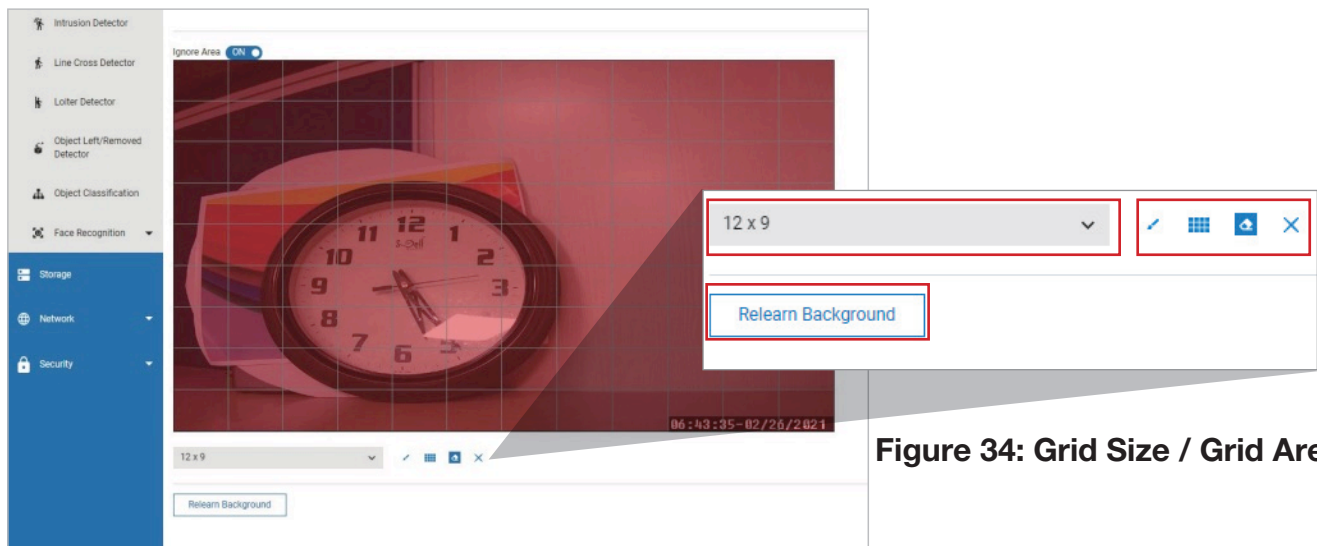 Intrusion Detector
Line Cross Detector
Loiter Detector
Object Left/Removed
Detector
Object Classification
Face Recognition
Storage
Network
Security
Ignore Area ON
11 12 1
10 2
9 3
8
7 6
06:43:35-02/26/2021
12 x 9
Relearn Background
12 x 9
Relearn Background
Figure 34: Grid Size / Grid Are